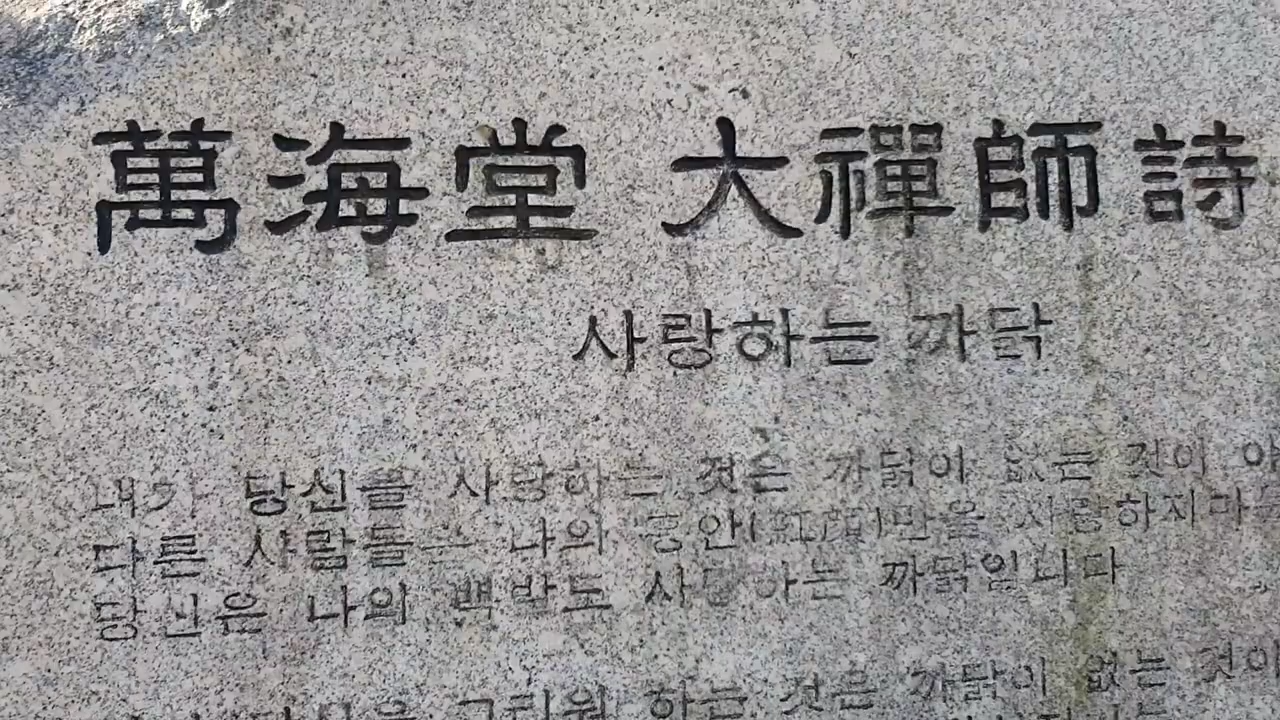 萬海堂 大禪師詩
사랑하는 까닭
내가 당신을 사랑하는 것은 까닭이 없는 것이
다른 사람들은 나의 홍안(紅顔)만을 사랑하지마는
당신은 나의 백발도 사랑하는 까닭입니다
그리워 하는 것은 까닭이 없는 것이